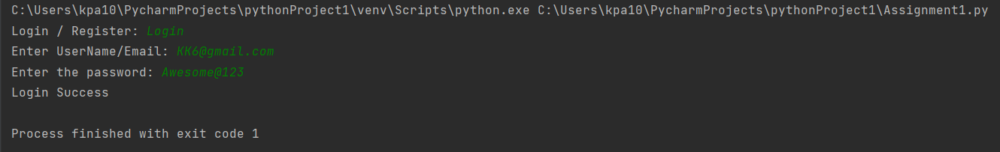 C:\Users\kpa10\PycharmProjects\pythonProject1\venv\Scripts\python.exe C:\Users\kpa10\PycharmProjects\pythonProject1\Assignment1.py
Login / Register: Login
Enter UserName/Email: KK6@gmail.com
Enter the password: Awesome@123
Login Success
Process finished with exit code 1